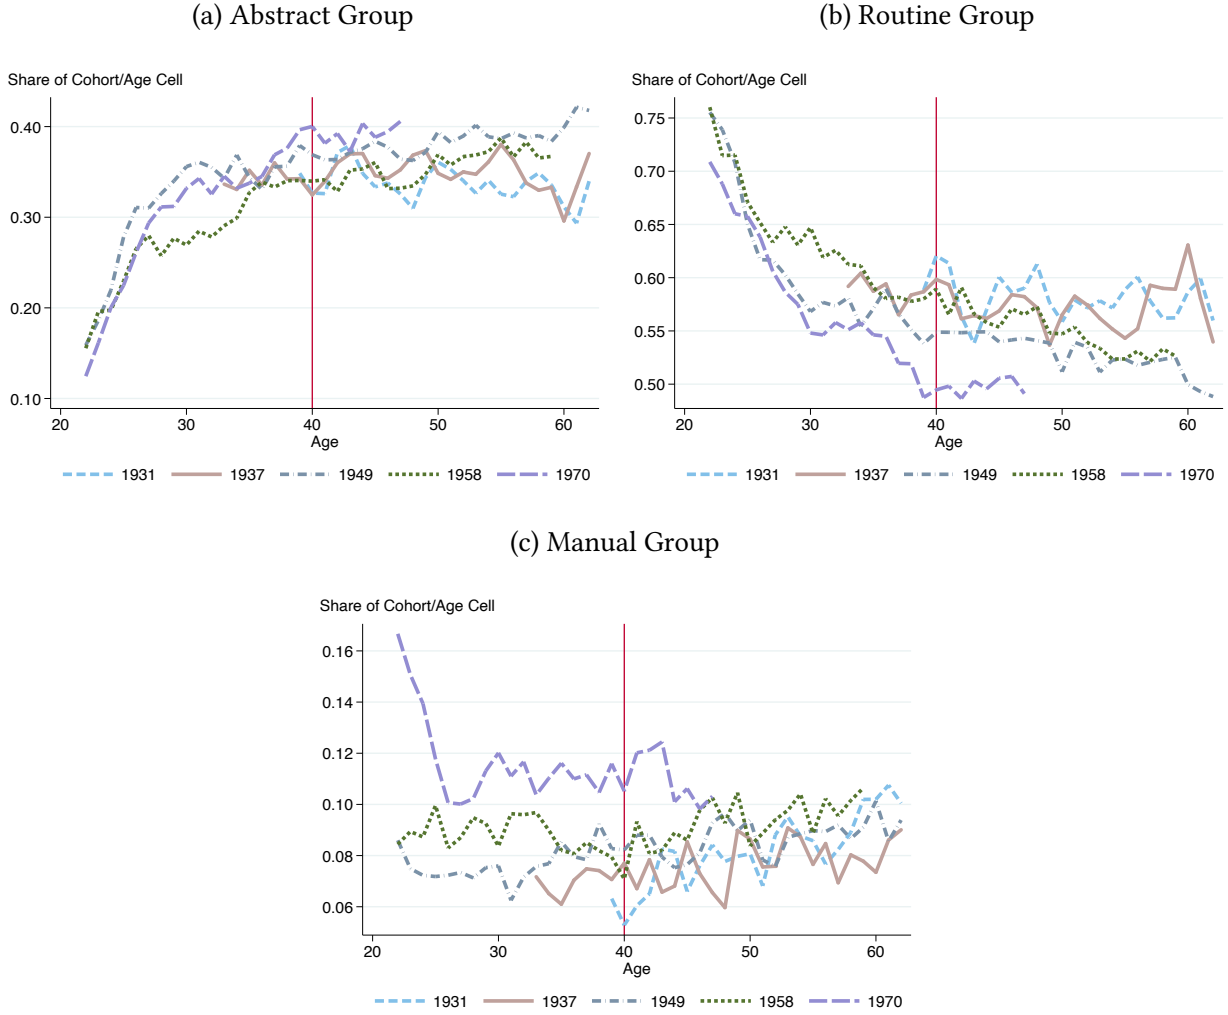 (a) Abstract Group
Share of Cohort/Age Cell
0.40
0.30
0.20
0.10
20 30 40 50 60
Age
1931 1937 1949 1958 1970
(b) Routine Group
Share of Cohort/Age Cell
0.75
0.70
0.65
0.60
0.55
0.50
20 30 40 50 60
Age
1931 1937 1949 1958 1970
(c) Manual Group
Share of Cohort/Age Cell
0.16
0.14
0.12
0.10
0.08
0.06
20 30 40 50 60
Age
1931 1937 1949 1958 1970